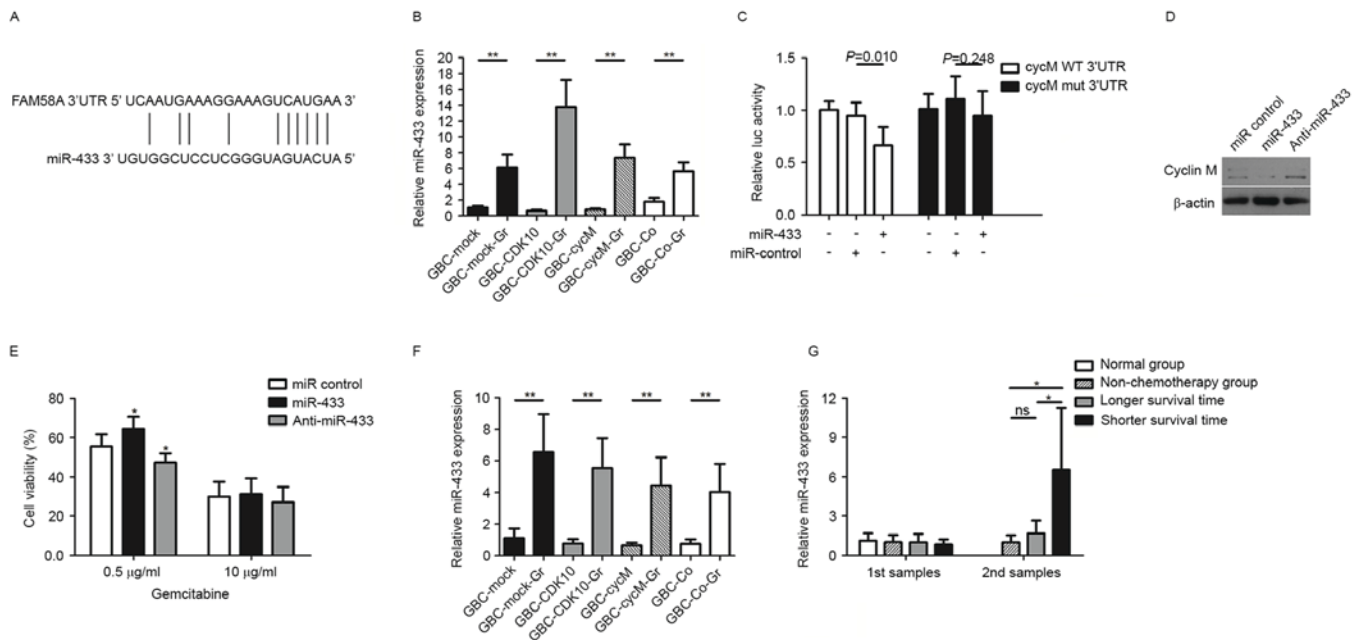 A
FAM58A 3'UTR 5' UCAAUGAAAGGAAAGUCAUGAA 3'
miR-433 3' UGUGGCUCCUCGGGUAGUACUA 5'
B
Relative miR-433 expression
20
18
16
14
12
10
8
6
4
2
0
** ** ** **
GBC-mock
GBC-mock-Gr
GBC-CDK10
GBC-CDK10-Gr
GBC-cycM
GBC-cycM-Gr
GBC-Co
GBC-Co-Gr
C
Relative luc activity
1.5
1.0
0.5
0.0
P=0.010 P=0.248
cycM WT 3'UTR
cycM mut 3'UTR
miR-433 - - + - - +
miR-control - + - - + -
D
miR control
miR-433
Anti-miR-433
Cyclin M
β-actin
E
Cell viability (%)
80
60
40
20
0.0
* *
miR control
miR-433
Anti-miR-433
0.5 µg/ml 10 µg/ml
Gemcitabine
F
Relative miR-433 expression
10
8
6
4
2
0
** ** ** **
GBC-mock
GBC-mock-Gr
GBC-CDK10
GBC-CDK10-Gr
GBC-cycM
GBC-cycM-Gr
GBC-Co
GBC-Co-Gr
G
Relative miR-433 expression
15
12
9
6
3
0
Normal group
Non-chemotherapy group
Longer survival time
Shorter survival time
*
ns *
1st samples 2nd samples